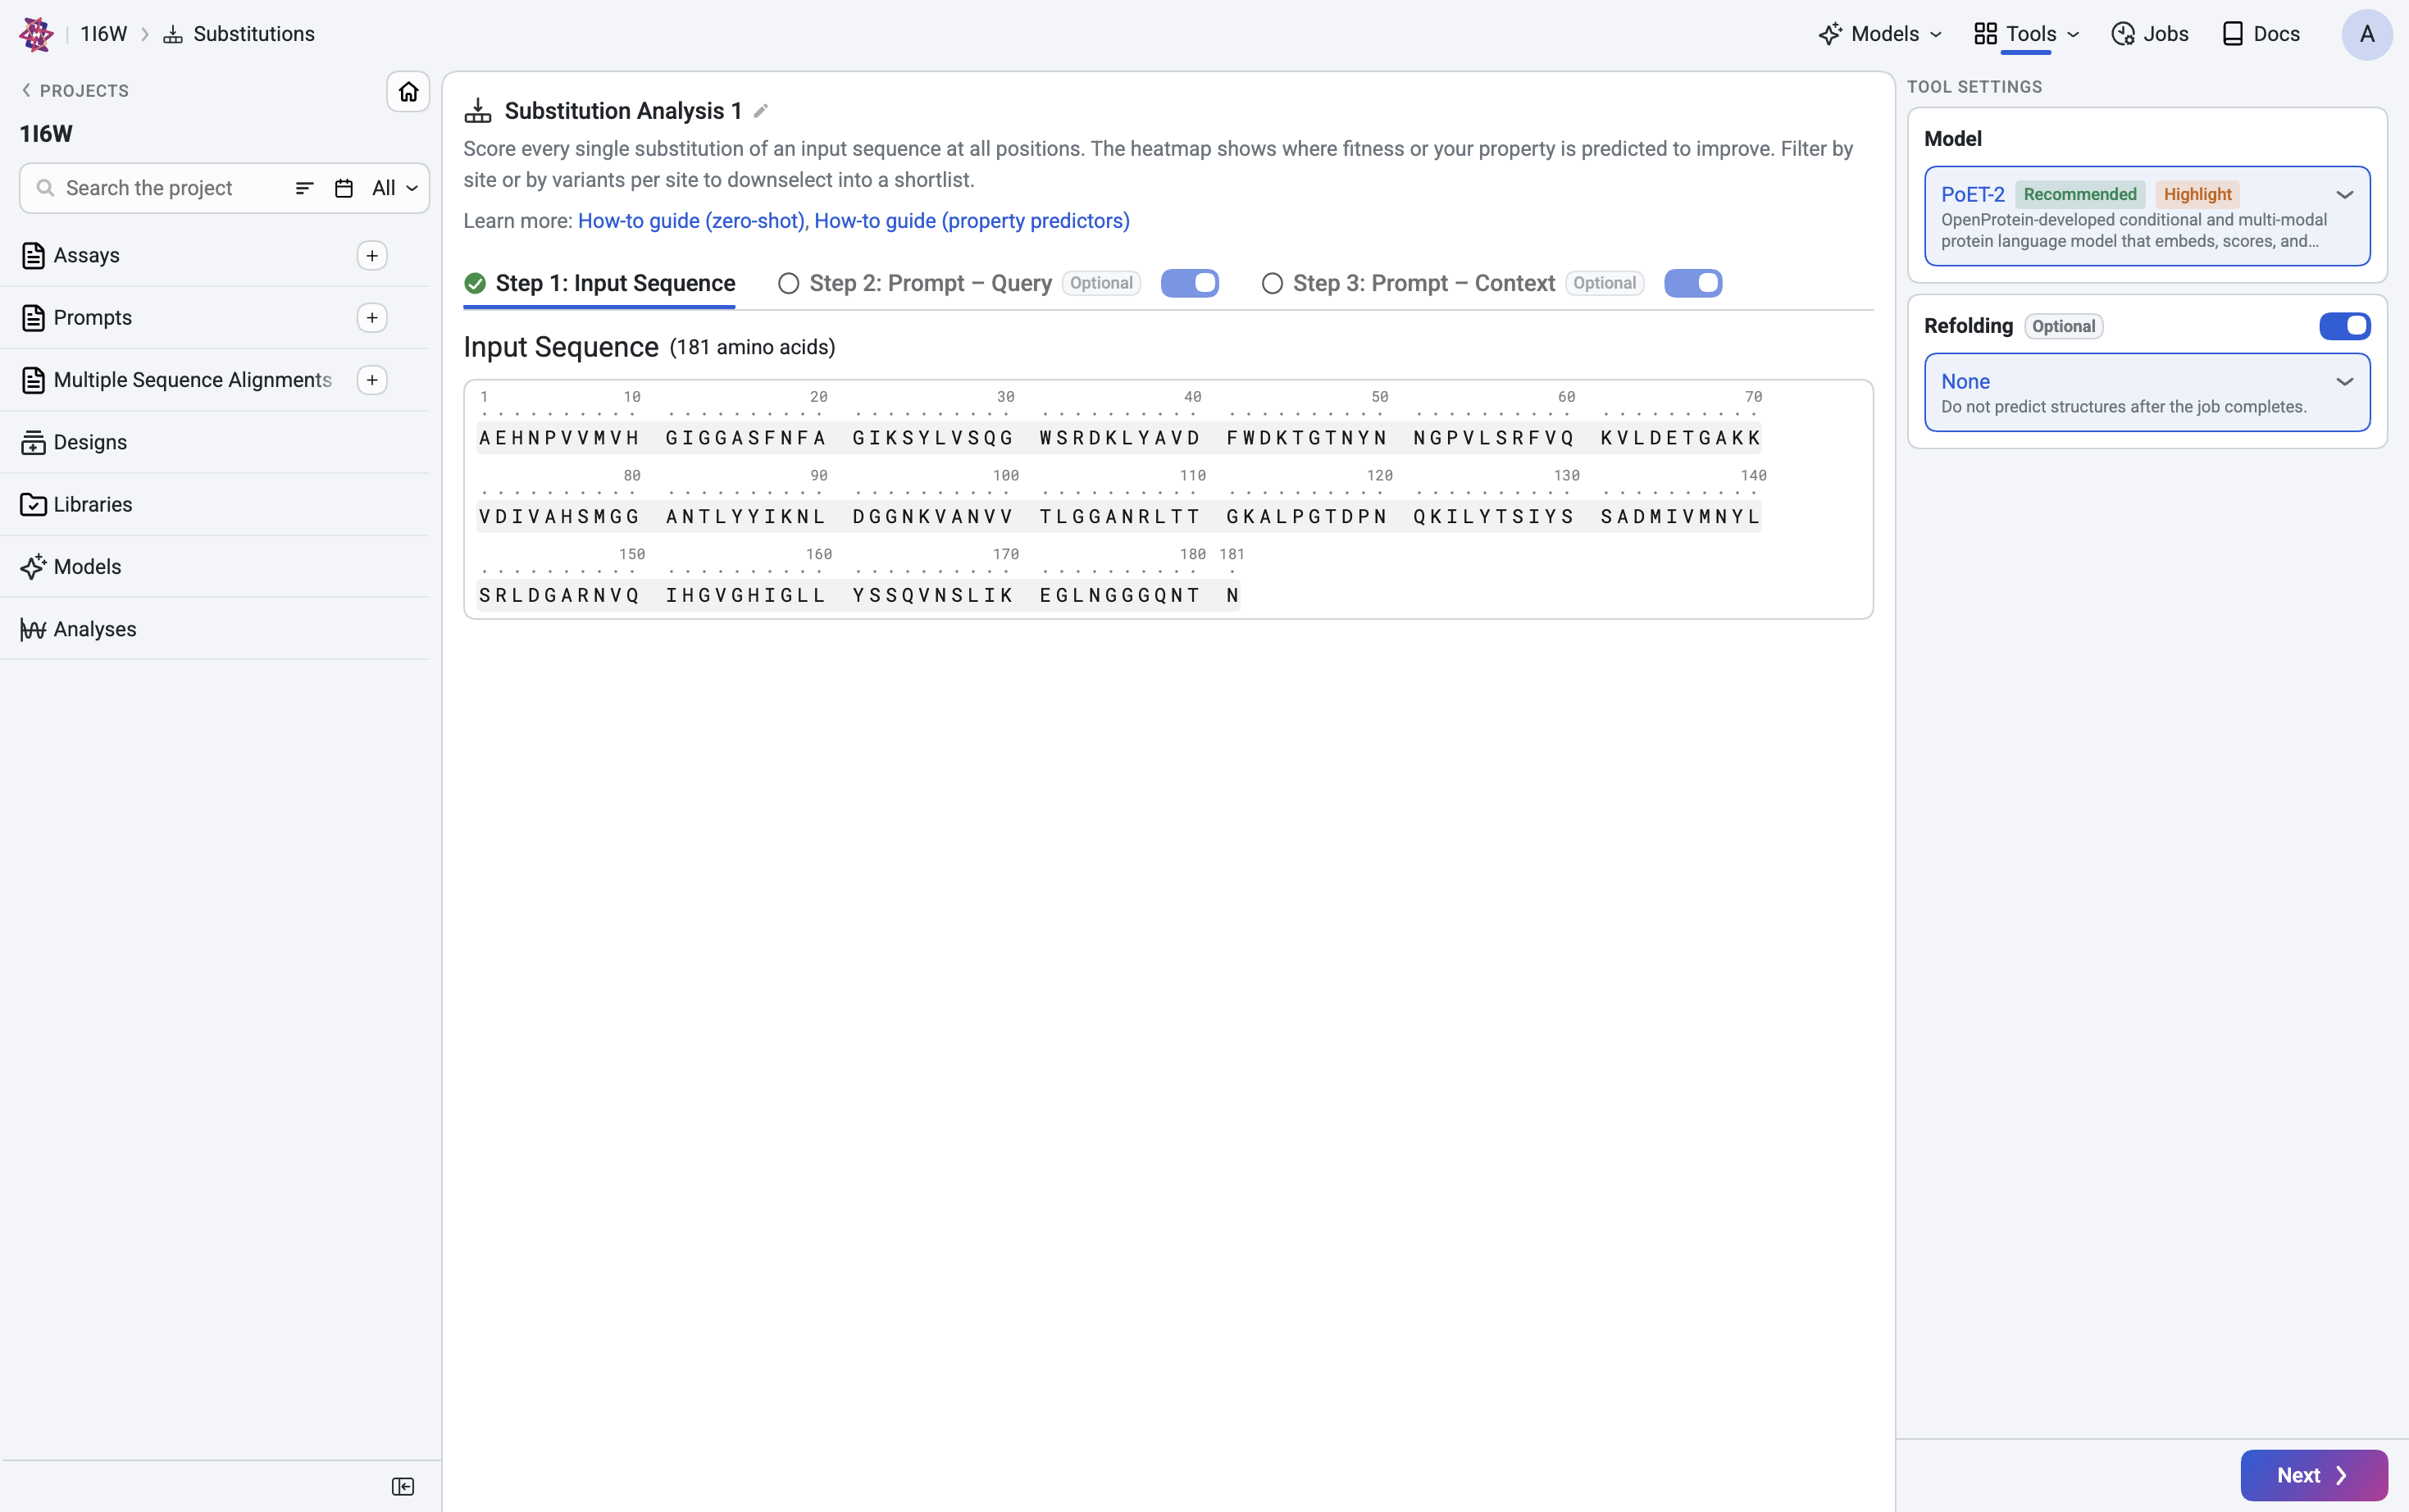 1I6W > Substitutions
Models
Tools
Jobs
Docs
A
PROJECTS
1I6W
Search the project
All
Assays
Prompts
Multiple Sequence Alignments
Designs
Libraries
Models
Analyses
Substitution Analysis 1
Score every single substitution of an input sequence at all positions. The heatmap shows where fitness or your property is predicted to improve. Filter by
site or by variants per site to downselect into a shortlist.
Learn more: How-to guide (zero-shot), How-to guide (property predictors)
Step 1: Input Sequence
Step 2: Prompt – Query Optional
Step 3: Prompt – Context Optional
Input Sequence (181 amino acids)
1 10 20 30 40 50 60 70
AEHNPVVMVH GIGGASFNFA GIKSYLVSQG WSRDKLYAVD FWDKTGTNYN NGPVLSRFVQ KVLDETGAKK
80 90 100 110 120 130 140
VDIVAHSMGG ANTLYYIKNL DGGNKVANVV TLGGANRLTT GKALPGTDPN QKILYTSIYS SADMIVMNYL
150 160 170 180 181
SRLDGARNVQ IHGVGHIGLL YSSQVNSLIK EGLNGGGQNT N
TOOL SETTINGS
Model
PoET-2 Recommended Highlight
OpenProtein-developed conditional and multi-modal
protein language model that embeds, scores, and...
Refolding Optional
None
Do not predict structures after the job completes.
Next